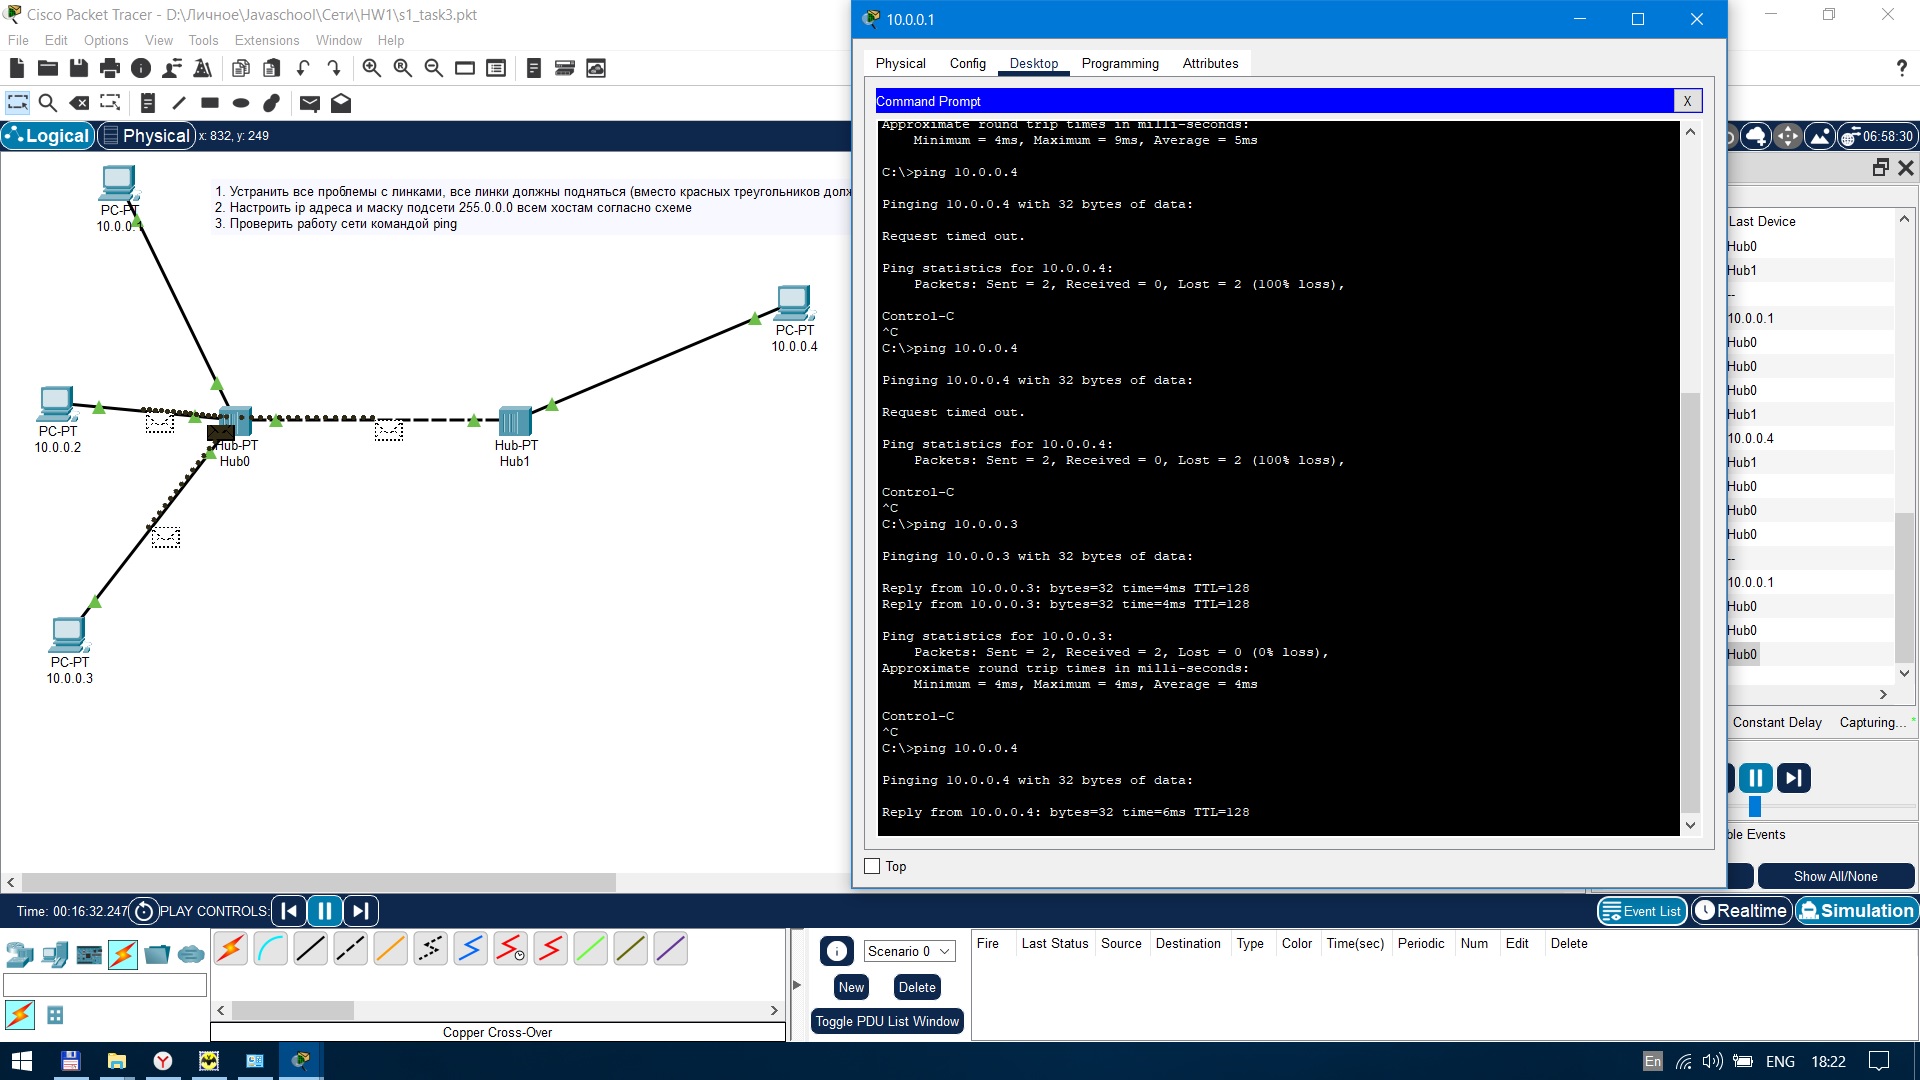 Cisco Packet Tracer - D:\Личное\Javaschool\Сети\HW1\s1_task3.pkt
File Edit Options View Tools Extensions Window Help
Logical Physical x: 832, y: 249
06:58:30
1. Устранить все проблемы с линками, все линки должны подняться (вместо красных треугольников долж
2. Настроить ip адреса и маску подсети 255.0.0.0 всем хостам согласно схеме
3. Проверить работу сети командой ping
PC-PT
10.0.0.
PC-PT
10.0.0.4
PC-PT
10.0.0.2
Hub-PT
Hub0
Hub-PT
Hub1
PC-PT
10.0.0.3
10.0.0.1
Physical Config Desktop Programming Attributes
Command Prompt X
Approximate round trip times in milli-seconds:
Minimum = 4ms, Maximum = 9ms, Average = 5ms
C:\>ping 10.0.0.4
Pinging 10.0.0.4 with 32 bytes of data:
Request timed out.
Ping statistics for 10.0.0.4:
Packets: Sent = 2, Received = 0, Lost = 2 (100% loss),
Control-C
^C
C:\>ping 10.0.0.4
Pinging 10.0.0.4 with 32 bytes of data:
Request timed out.
Ping statistics for 10.0.0.4:
Packets: Sent = 2, Received = 0, Lost = 2 (100% loss),
Control-C
^C
C:\>ping 10.0.0.3
Pinging 10.0.0.3 with 32 bytes of data:
Reply from 10.0.0.3: bytes=32 time=4ms TTL=128
Reply from 10.0.0.3: bytes=32 time=4ms TTL=128
Ping statistics for 10.0.0.3:
Packets: Sent = 2, Received = 2, Lost = 0 (0% loss),
Approximate round trip times in milli-seconds:
Minimum = 4ms, Maximum = 4ms, Average = 4ms
Control-C
^C
C:\>ping 10.0.0.4
Pinging 10.0.0.4 with 32 bytes of data:
Reply from 10.0.0.4: bytes=32 time=6ms TTL=128
Top
Last Device
Hub0
Hub1
--
10.0.0.1
Hub0
Hub0
Hub0
Hub1
10.0.0.4
Hub1
Hub0
Hub0
Hub0
--
10.0.0.1
Hub0
Hub0
Hub0
Constant Delay Capturing... *
ble Events
Show All/None
Time: 00:16:32.247 PLAY CONTROLS:
Event List Realtime Simulation
Scenario 0
New Delete
Toggle PDU List Window
Fire Last Status Source Destination Type Color Time(sec) Periodic Num Edit Delete
Copper Cross-Over
En ENG 18:22